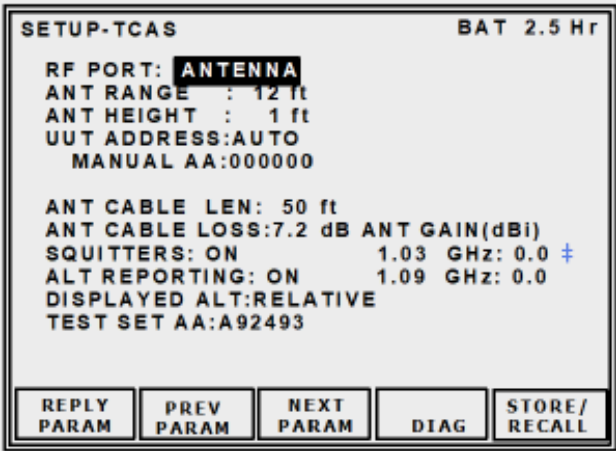 SETUP-TCAS BAT 2.5 Hr
RF PORT: ANTENNA
ANT RANGE : 12 ft
ANT HEIGHT : 1 ft
UUT ADDRESS:AUTO
MANUAL AA:000000
ANT CABLE LEN: 50 ft
ANT CABLE LOSS:7.2 dB ANT GAIN(dBi)
SQUITTERS: ON 1.03 GHz: 0.0 ‡
ALT REPORTING: ON 1.09 GHz: 0.0
DISPLAYED ALT:RELATIVE
TEST SET AA:A92493
REPLY PARAM
PREV PARAM
NEXT PARAM
DIAG
STORE/ RECALL